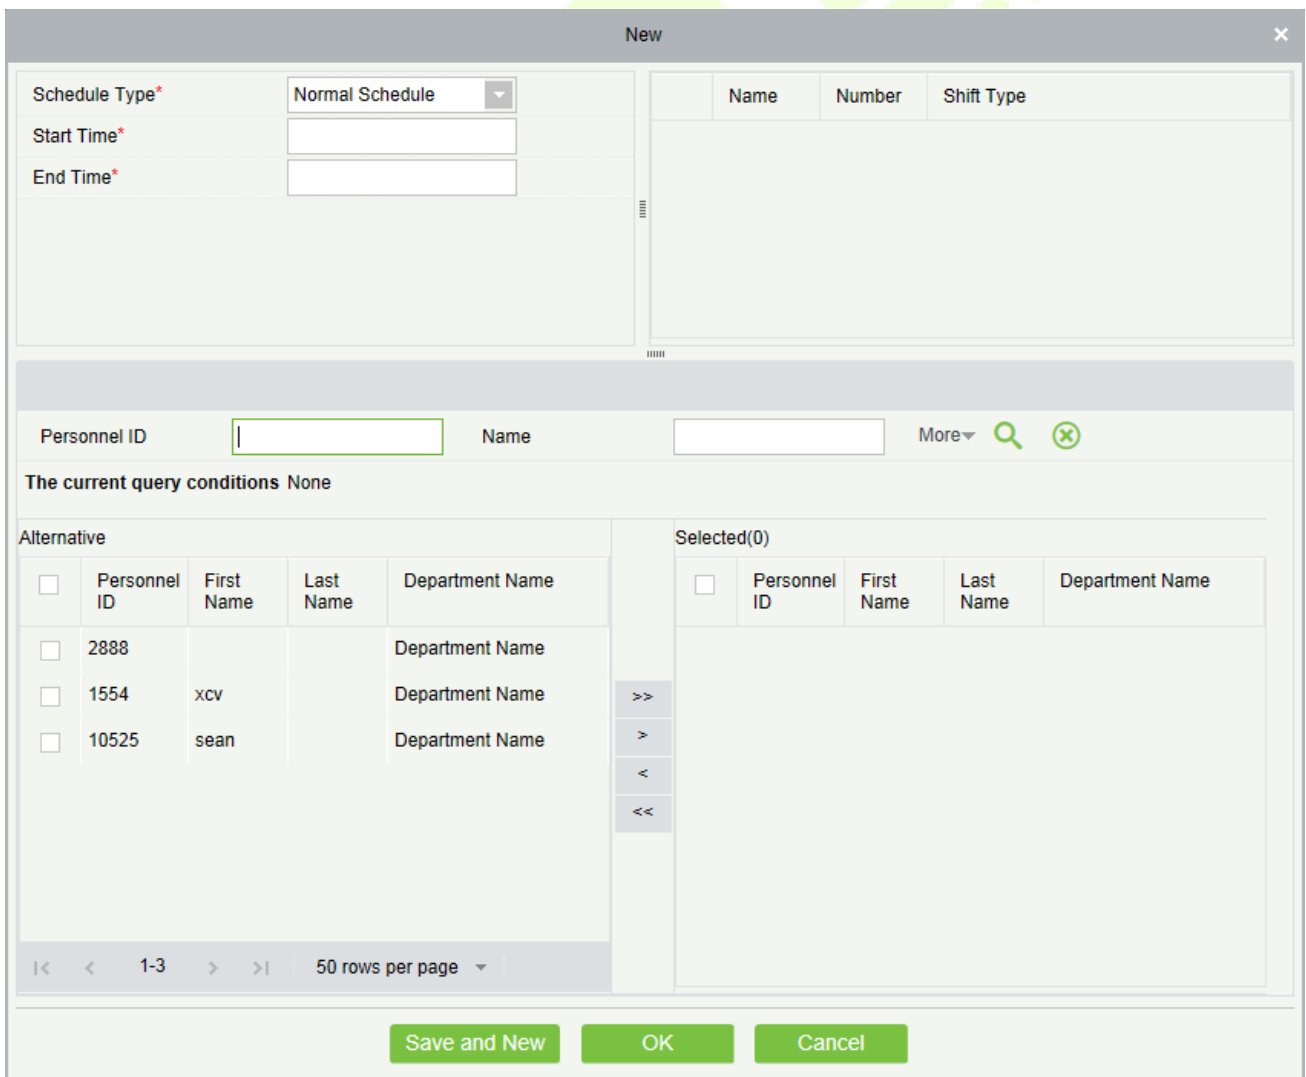 New
Schedule Type* Normal Schedule
Start Time*
End Time*
Name Number Shift Type
Personnel ID Name More
The current query conditions None
Alternative
Personnel ID First Name Last Name Department Name
2888 Department Name
1554 xcv Department Name
10525 sean Department Name
>>
>
<
<<
Selected(0)
Personnel ID First Name Last Name Department Name
|< < 1-3 > >| 50 rows per page
Save and New OK Cancel